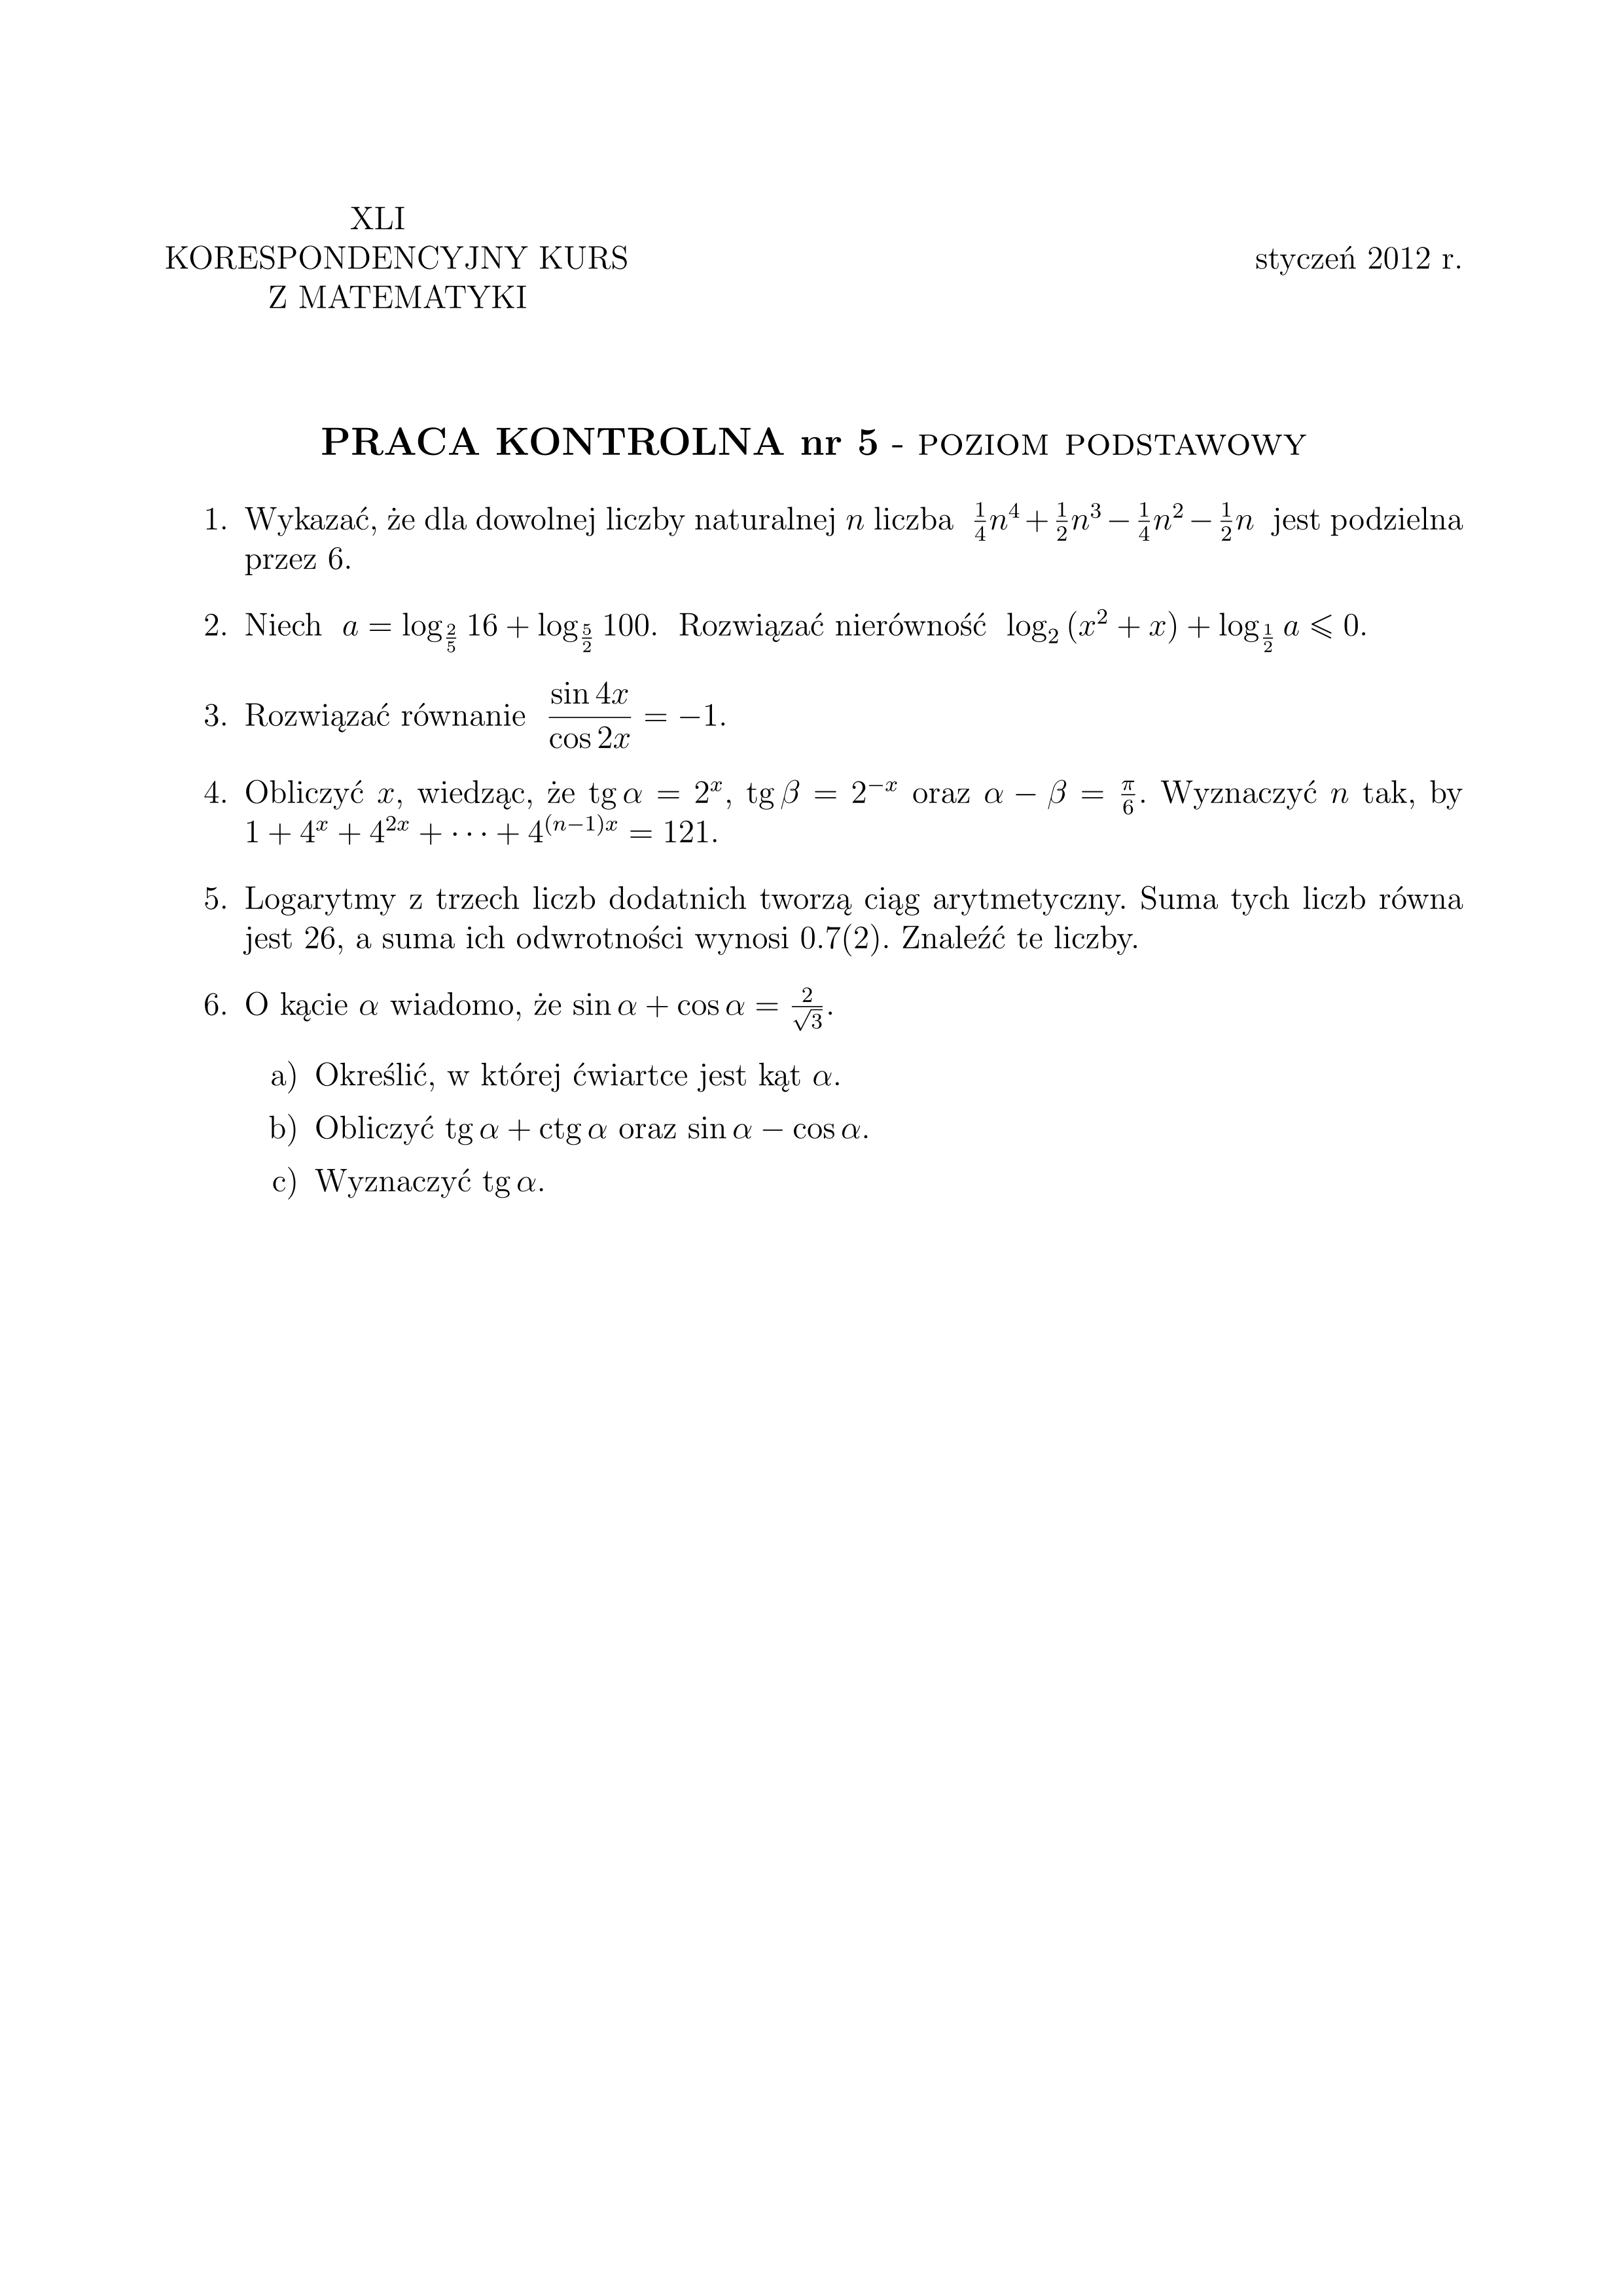 XLI
KORESPONDENCYJNY KURS
Z MATEMATYKI
styczeń 2012 r.
PRACA KONTROLNA nr 5 - POZIOM PODSTAWOWY
1. Wykazać, że dla dowolnej liczby naturalnej $n$ liczba $\frac{1}{4}n^4 + \frac{1}{2}n^3 - \frac{1}{4}n^2 - \frac{1}{2}n$ jest podzielna
przez 6.
2. Niech $a = \log_{\frac{2}{5}} 16 + \log_{\frac{5}{2}} 100$. Rozwiązać nierówność $\log_2 (x^2 + x) + \log_{\frac{1}{2}} a \leqslant 0$.
3. Rozwiązać równanie $\frac{\sin 4x}{\cos 2x} = -1$.
4. Obliczyć $x$, wiedząc, że $\operatorname{tg} \alpha = 2^x$, $\operatorname{tg} \beta = 2^{-x}$ oraz $\alpha - \beta = \frac{\pi}{6}$. Wyznaczyć $n$ tak, by
$1 + 4^x + 4^{2x} + \cdots + 4^{(n-1)x} = 121$.
5. Logarytmy z trzech liczb dodatnich tworzą ciąg arytmetyczny. Suma tych liczb równa
jest 26, a suma ich odwrotności wynosi 0.7(2). Znaleźć te liczby.
6. O kącie $\alpha$ wiadomo, że $\sin \alpha + \cos \alpha = \frac{2}{\sqrt{3}}$.
a) Określić, w której ćwiartce jest kąt $\alpha$.
b) Obliczyć $\operatorname{tg} \alpha + \operatorname{ctg} \alpha$ oraz $\sin \alpha - \cos \alpha$.
c) Wyznaczyć $\operatorname{tg} \alpha$.